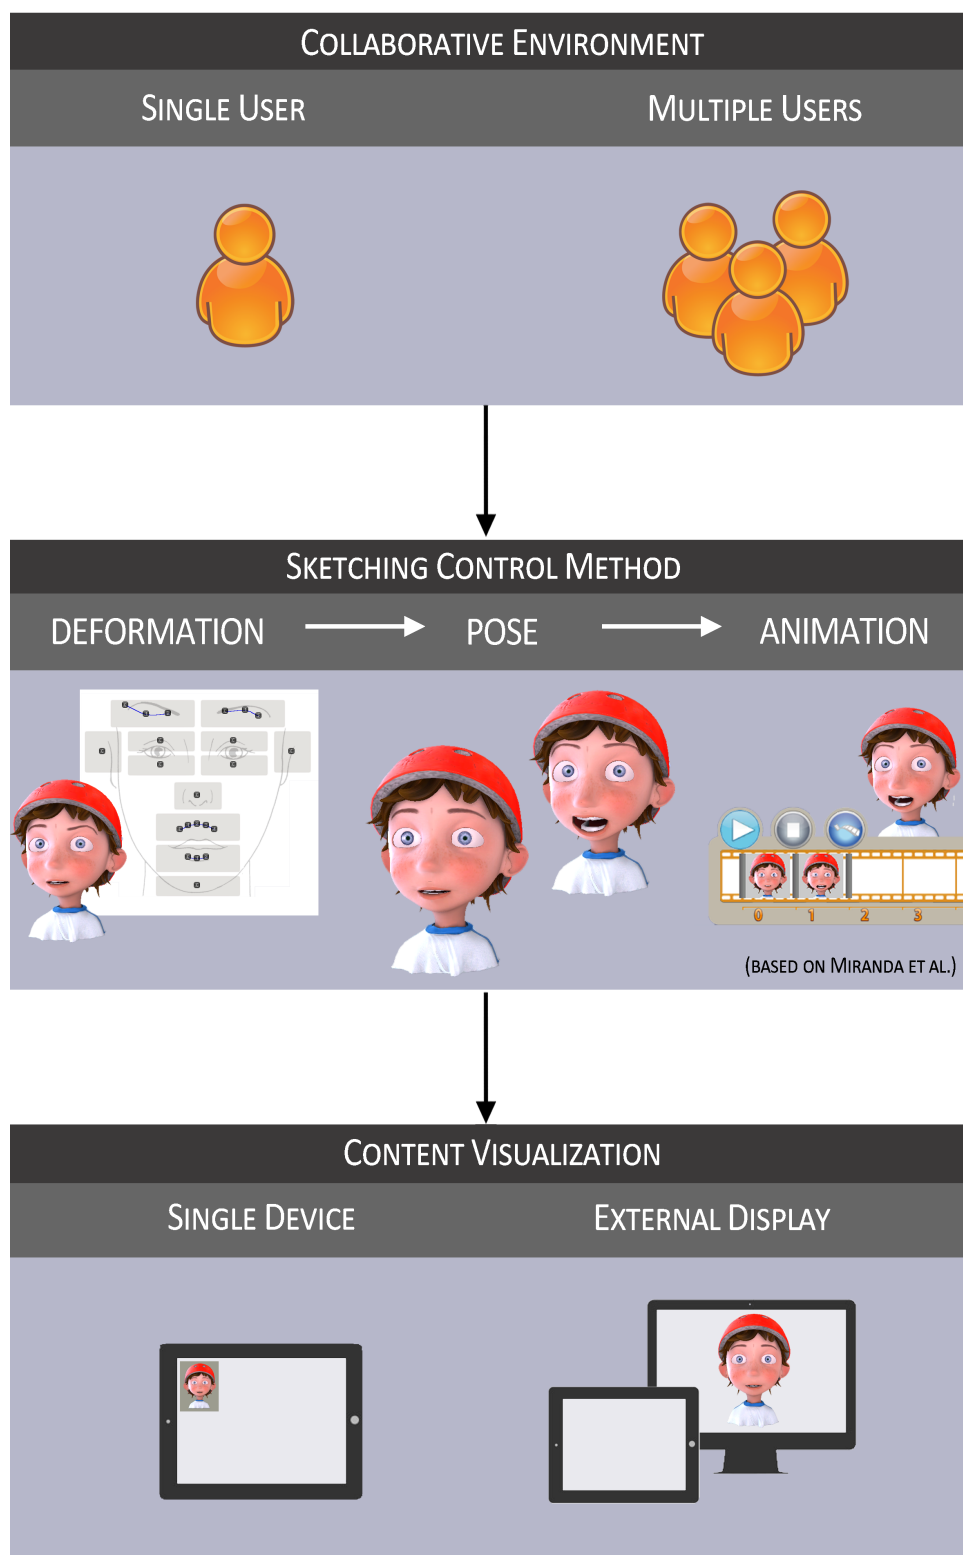 COLLABORATIVE ENVIRONMENT
SINGLE USER
MULTIPLE USERS
SKETCHING CONTROL METHOD
DEFORMATION
POSE
ANIMATION
0 1 2 3
(BASED ON MIRANDA ET AL.)
CONTENT VISUALIZATION
SINGLE DEVICE
EXTERNAL DISPLAY